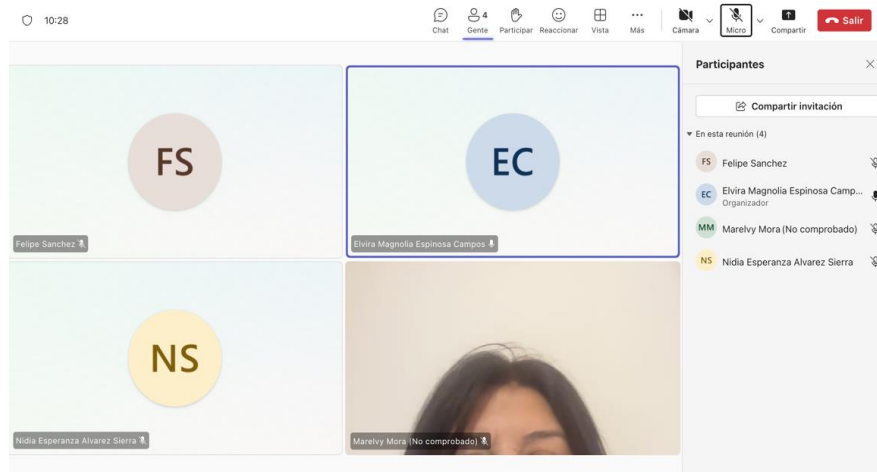 10:28
Chat
4
Gente
Participar
Reaccionar
Vista
Más
Cámara
Micro
Compartir
Salir
FS
Felipe Sanchez
EC
Elvira Magnolia Espinosa Campos
NS
Nidia Esperanza Alvarez Sierra
Marelvy Mora (No comprobado)
Participantes
Compartir invitación
En esta reunión (4)
FS Felipe Sanchez
EC Elvira Magnolia Espinosa Camp...
Organizador
MM Marelvy Mora (No comprobado)
NS Nidia Esperanza Alvarez Sierra